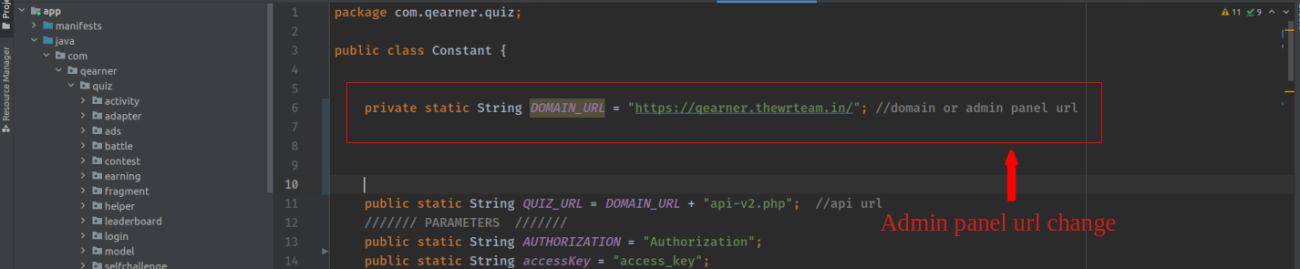 Project
Resource Manager
app
manifests
java
com
qearner
quiz
activity
adapter
ads
battle
contest
earning
fragment
helper
leaderboard
login
model
selfchallenge
11 9
1 package com.qearner.quiz;
2
3 public class Constant {
4
5
6 private static String DOMAIN_URL = "https://qearner.thewrteam.in/"; //domain or admin panel url
7
8
9
10
11 public static String QUIZ_URL = DOMAIN_URL + "api-v2.php"; //api url
12 /////// PARAMETERS ///////
13 public static String AUTHORIZATION = "Authorization";
14 public static String accessKey = "access_key";
Admin panel url change